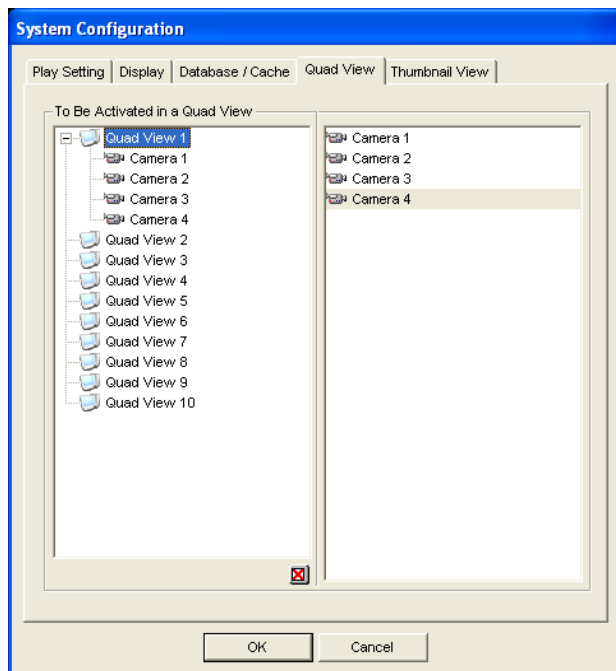 System Configuration
Play Setting Display Database / Cache Quad View Thumbnail View
To Be Activated in a Quad View
Quad View 1
Camera 1
Camera 2
Camera 3
Camera 4
Quad View 2
Quad View 3
Quad View 4
Quad View 5
Quad View 6
Quad View 7
Quad View 8
Quad View 9
Quad View 10
Camera 1
Camera 2
Camera 3
Camera 4
OK Cancel